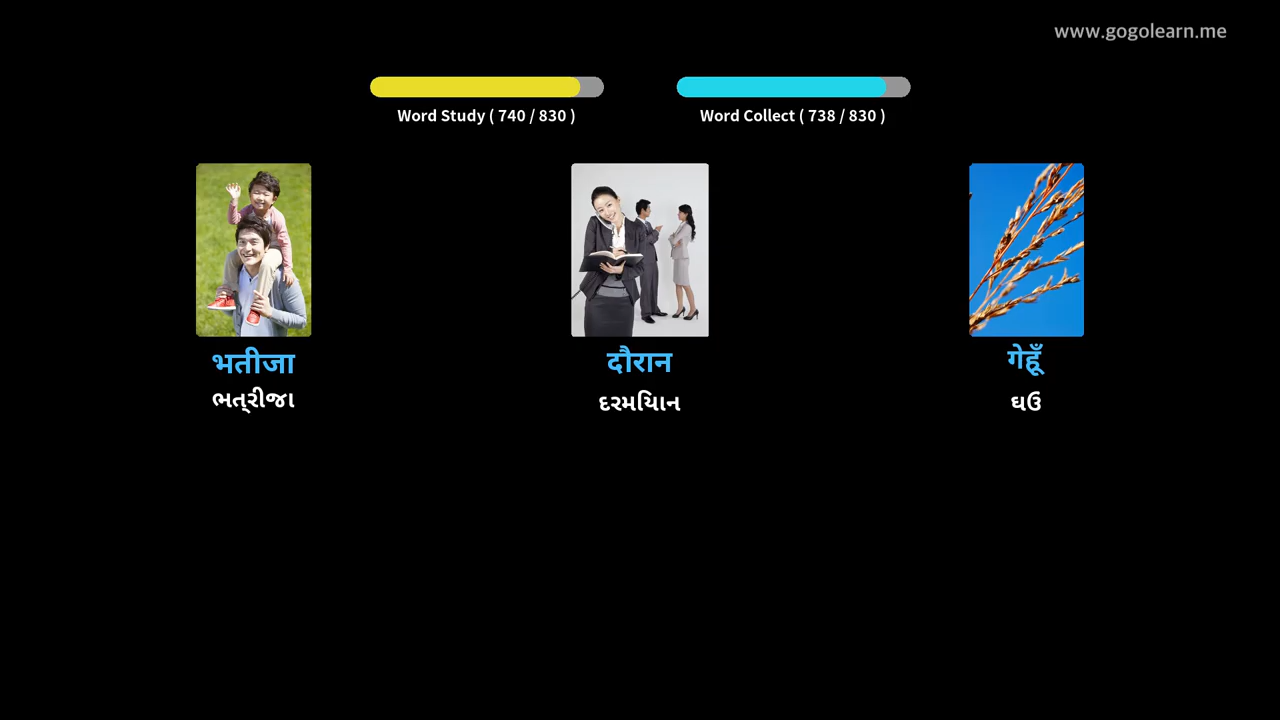 www.gogolearn.me
Word Study ( 740 / 830 )
Word Collect ( 738 / 830 )
भतीजा
ભત્રીજા
दौरान
દરમિયાન
गेहूँ
ઘઉં